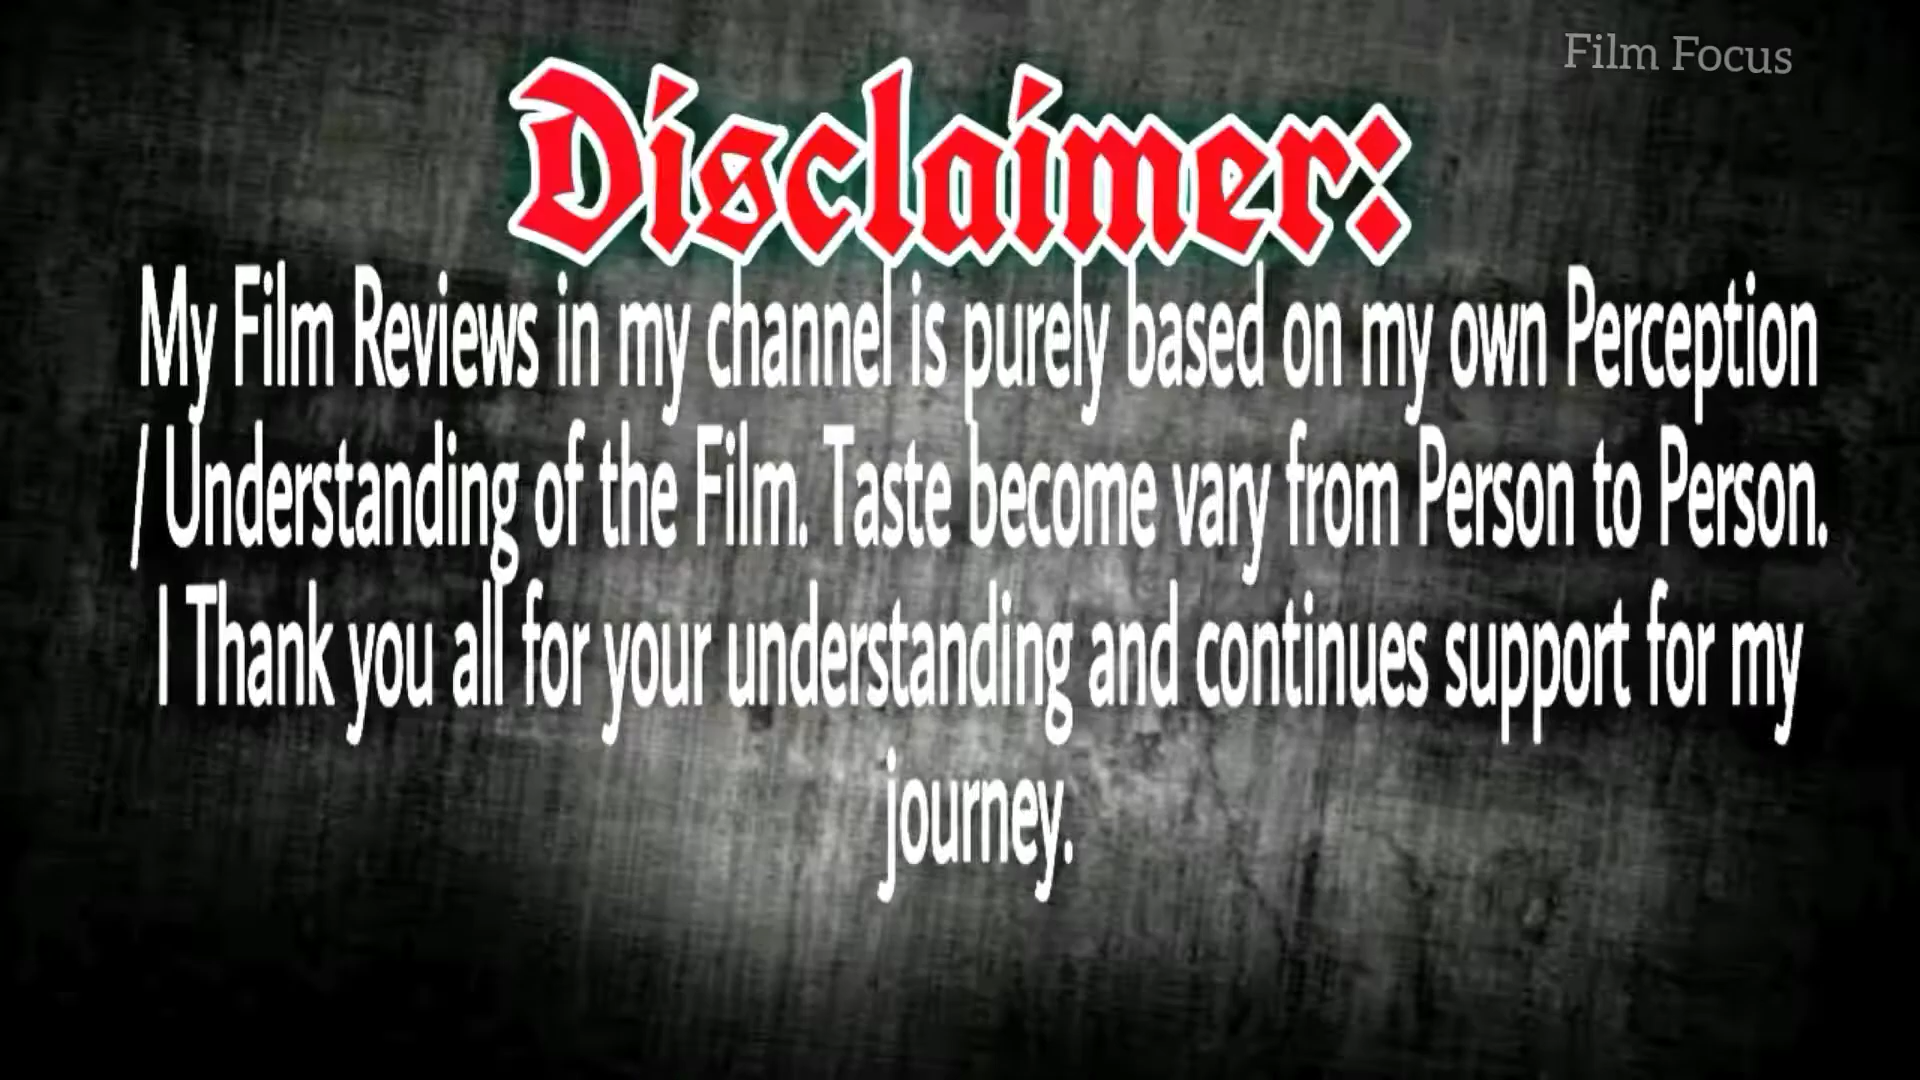 Film Focus
Disclaimer:
My Film Reviews in my channel is purely based on my own Perception
/ Understanding of the Film. Taste become vary from Person to Person.
I Thank you all for your understanding and continues support for my
journey.